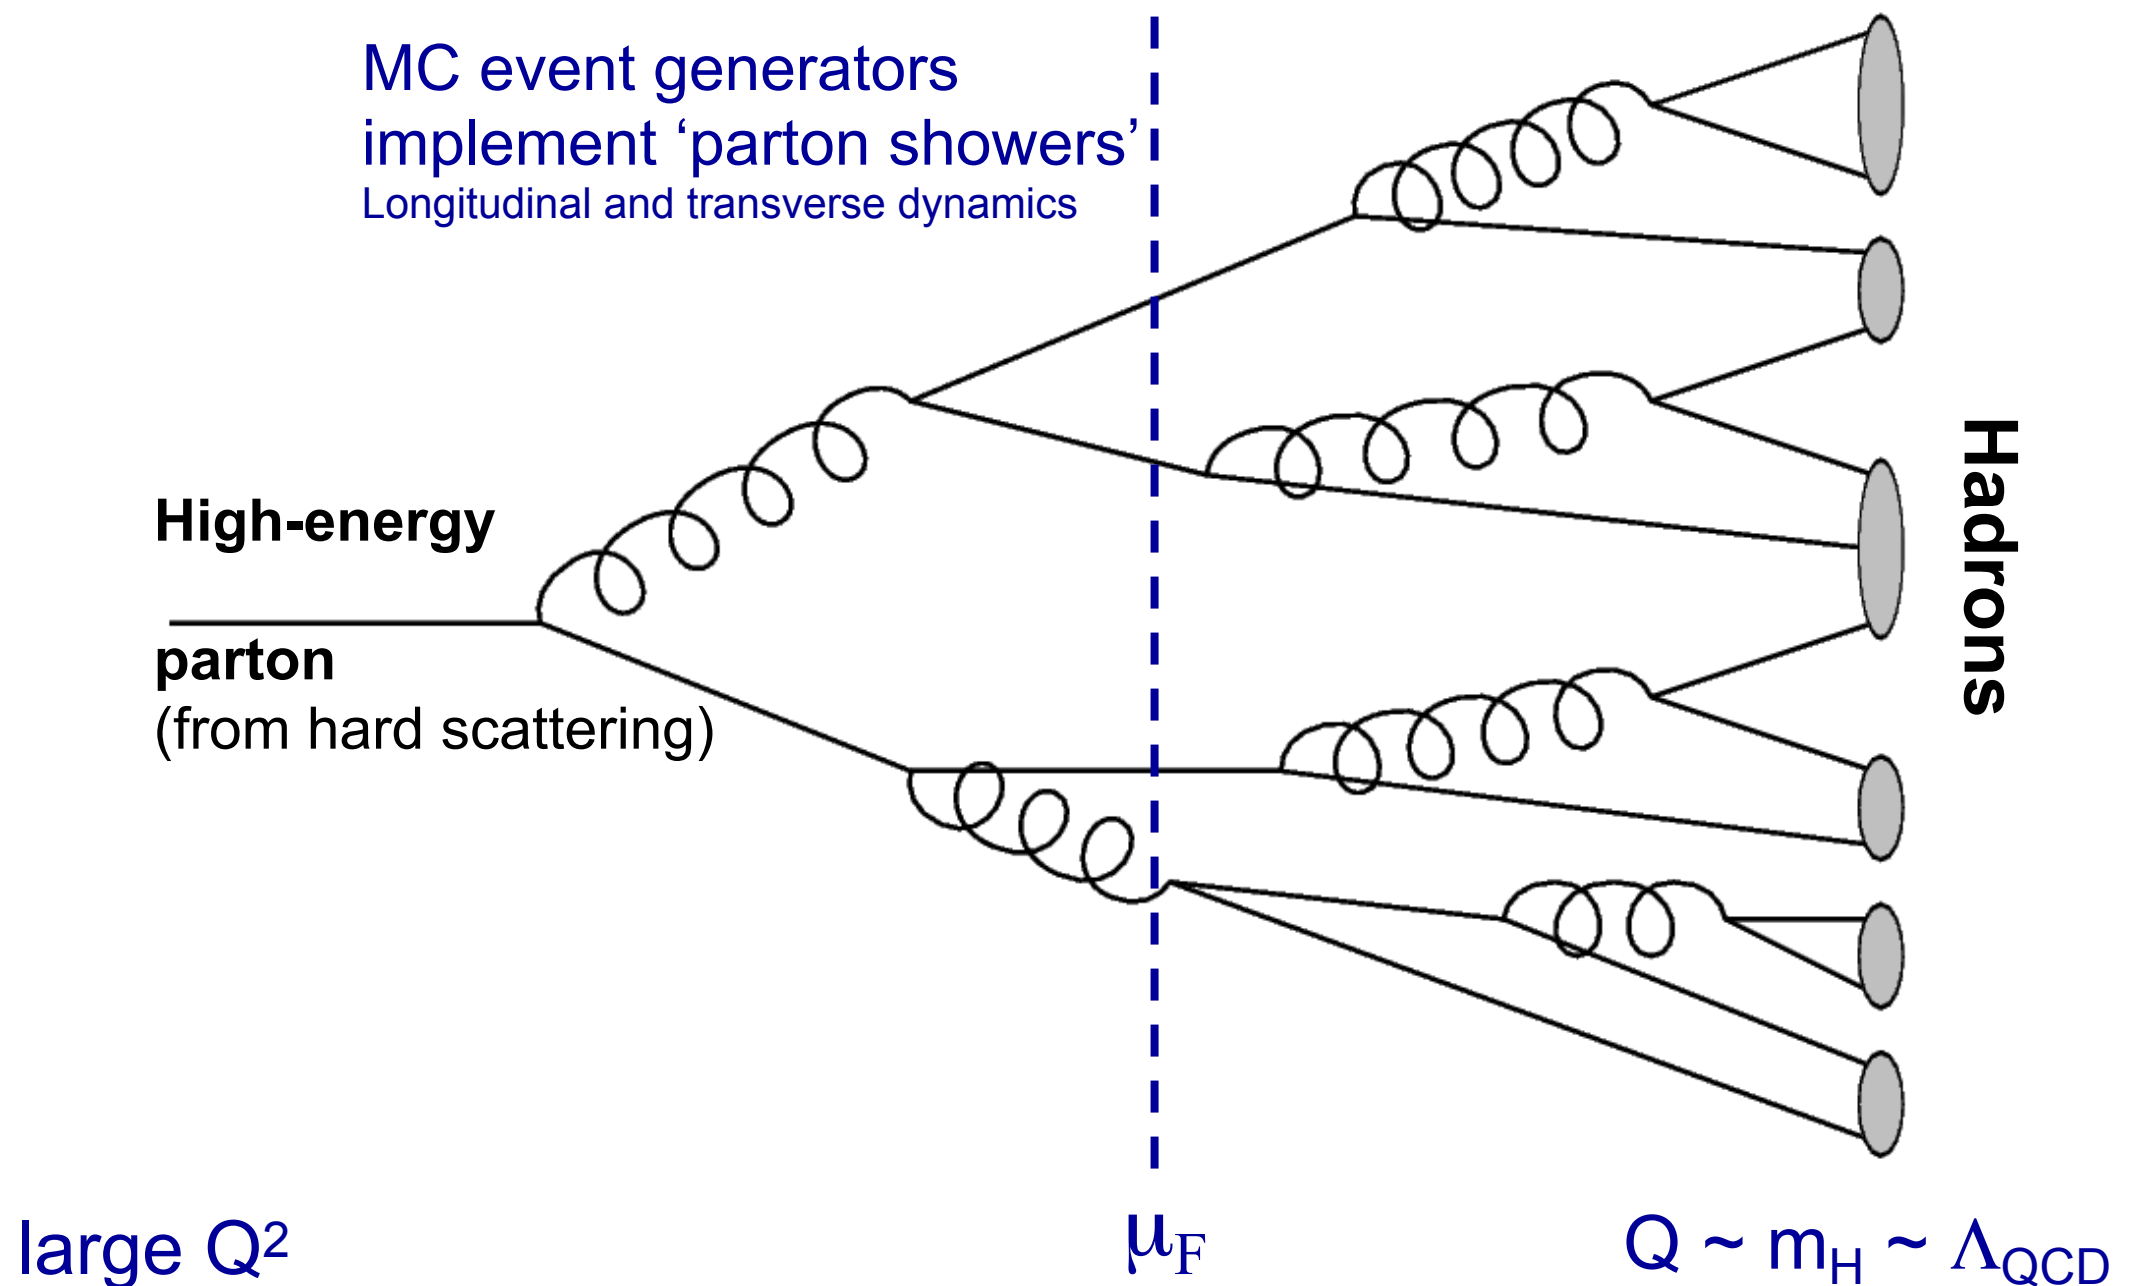 MC event generators
implement ‘parton showers’
Longitudinal and transverse dynamics
High-energy
parton
(from hard scattering)
Hadrons
large Q²
μF
Q ~ mH ~ ΛQCD